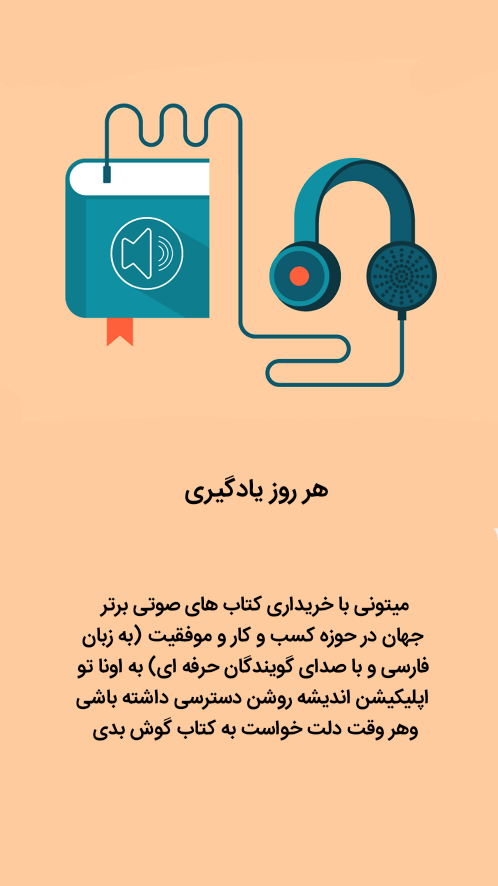 هر روز یادگیری
میتونی با خریداری کتاب های صوتی برتر
جهان در حوزه کسب و کار و موفقیت (به زبان
فارسی و با صدای گویندگان حرفه ای) به اونا تو
اپلیکیشن اندیشه روشن دسترسی داشته باشی
وهر وقت دلت خواست به کتاب گوش بدی